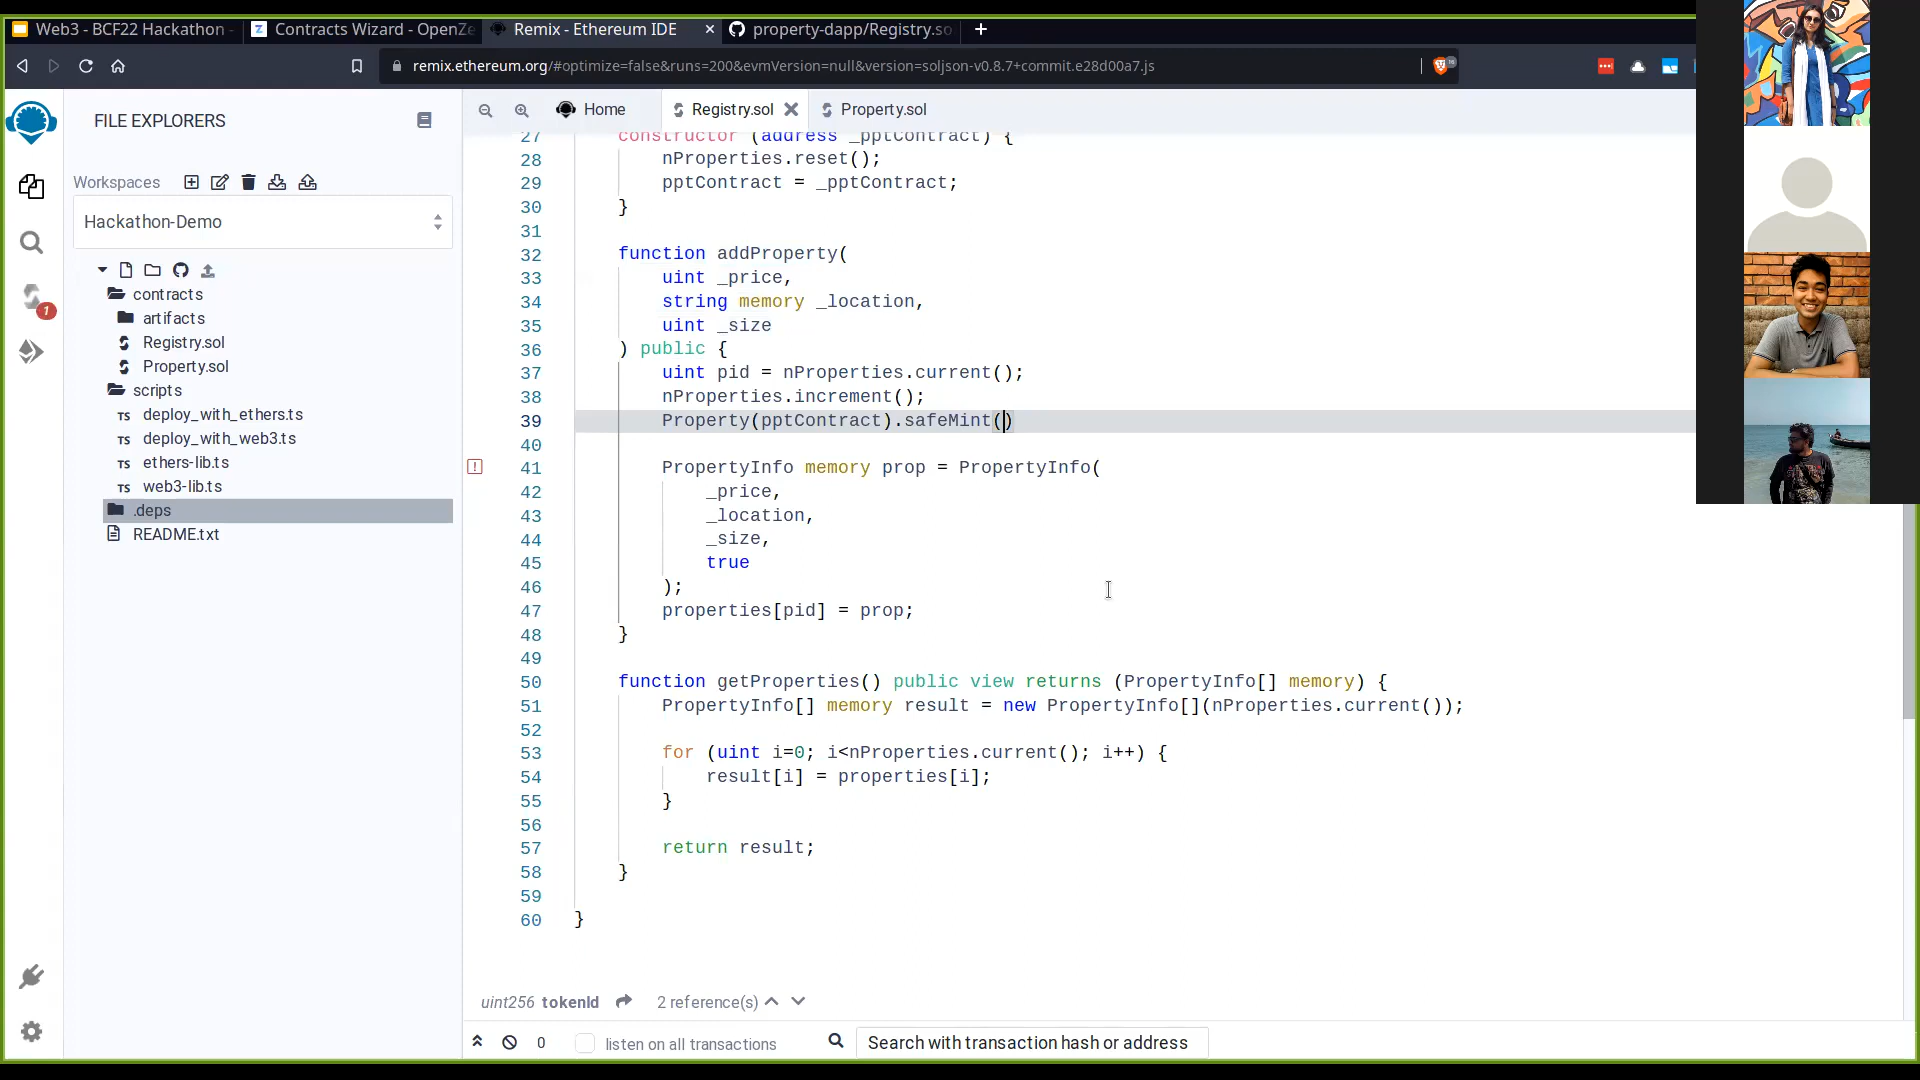 Web3 - BCF22 Hackathon -
Contracts Wizard - OpenZe
Remix - Ethereum IDE
property-dapp/Registry.so
remix.ethereum.org/#optimize=false&runs=200&evmVersion=null&version=soljson-v0.8.7+commit.e28d00a7.js
FILE EXPLORERS
Workspaces
Hackathon-Demo
contracts
artifacts
Registry.sol
Property.sol
scripts
TS deploy_with_ethers.ts
TS deploy_with_web3.ts
TS ethers-lib.ts
TS web3-lib.ts
.deps
README.txt
1
Home
Registry.sol
Property.sol
27 constructor (address _pptContract) {
28 nProperties.reset();
29 pptContract = _pptContract;
30 }
31
32 function addProperty(
33 uint _price,
34 string memory _location,
35 uint _size
36 ) public {
37 uint pid = nProperties.current();
38 nProperties.increment();
39 Property(pptContract).safeMint()
40
41 PropertyInfo memory prop = PropertyInfo(
42 _price,
43 _location,
44 _size,
45 true
46 );
47 properties[pid] = prop;
48 }
49
50 function getProperties() public view returns (PropertyInfo[] memory) {
51 PropertyInfo[] memory result = new PropertyInfo[](nProperties.current());
52
53 for (uint i=0; i<nProperties.current(); i++) {
54 result[i] = properties[i];
55 }
56
57 return result;
58 }
59
60 }
uint256 tokenId 2 reference(s)
0 listen on all transactions Search with transaction hash or address